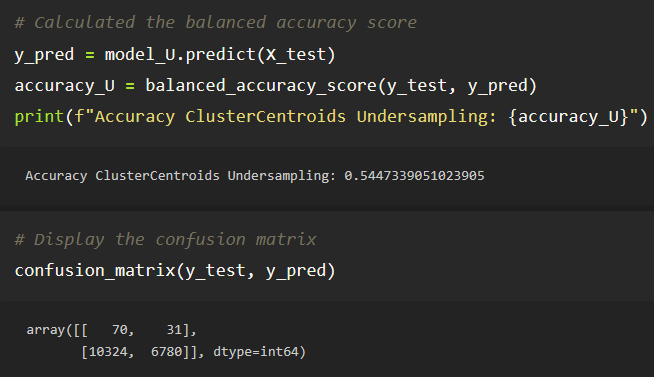 # Calculated the balanced accuracy score
y_pred = model_U.predict(X_test)
accuracy_U = balanced_accuracy_score(y_test, y_pred)
print(f"Accuracy ClusterCentroids Undersampling: {accuracy_U}")
Accuracy ClusterCentroids Undersampling: 0.5447339051023905
# Display the confusion matrix
confusion_matrix(y_test, y_pred)
array([[   70,    31],
       [10324,  6780]], dtype=int64)